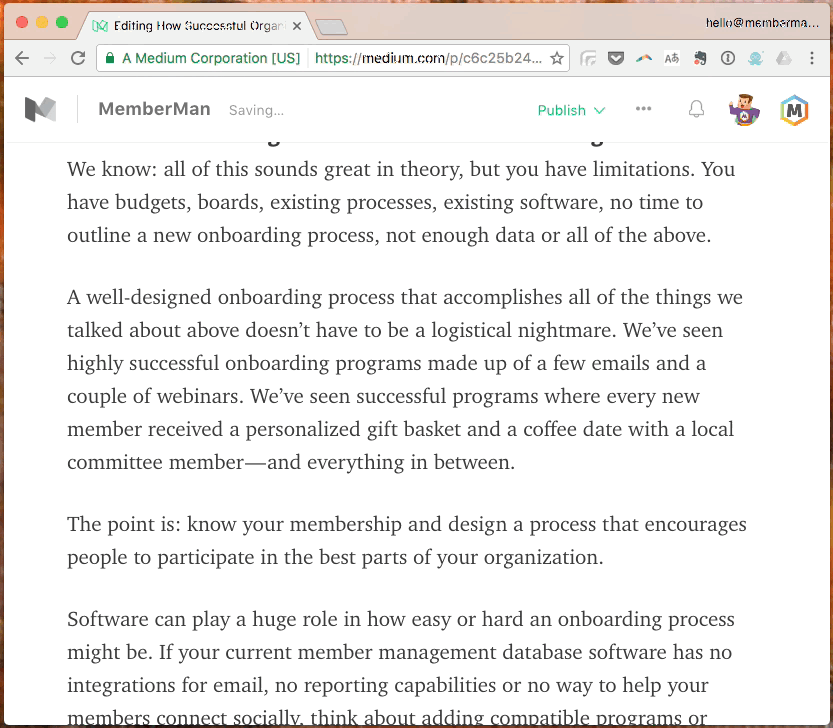 Editing How Successful Organ
hello@memberma...
A Medium Corporation [US] https://medium.com/p/c6c25b24...
MemberMan Saving... Publish
We know: all of this sounds great in theory, but you have limitations. You
have budgets, boards, existing processes, existing software, no time to
outline a new onboarding process, not enough data or all of the above.
A well-designed onboarding process that accomplishes all of the things we
talked about above doesn’t have to be a logistical nightmare. We’ve seen
highly successful onboarding programs made up of a few emails and a
couple of webinars. We’ve seen successful programs where every new
member received a personalized gift basket and a coffee date with a local
committee member—and everything in between.
The point is: know your membership and design a process that encourages
people to participate in the best parts of your organization.
Software can play a huge role in how easy or hard an onboarding process
might be. If your current member management database software has no
integrations for email, no reporting capabilities or no way to help your
members connect socially, think about adding compatible programs or